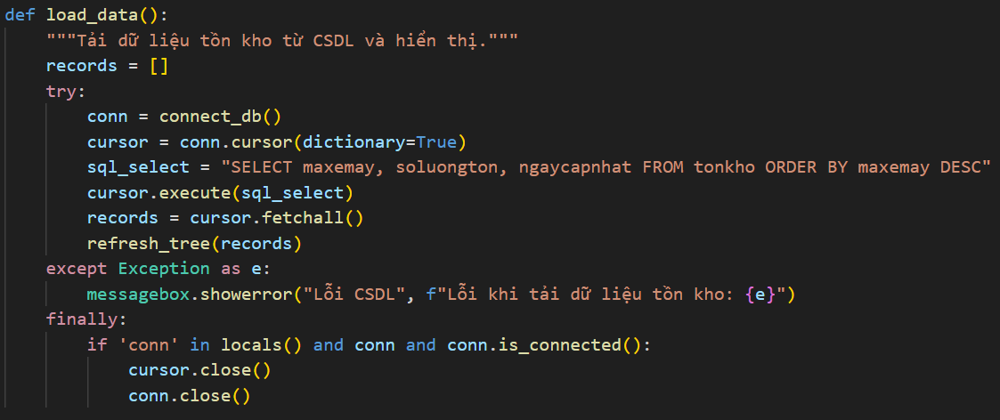 def load_data():
    """Tải dữ liệu tồn kho từ CSDL và hiển thị."""
    records = []
    try:
        conn = connect_db()
        cursor = conn.cursor(dictionary=True)
        sql_select = "SELECT maxemay, soluongton, ngaycapnhat FROM tonkho ORDER BY maxemay DESC"
        cursor.execute(sql_select)
        records = cursor.fetchall()
        refresh_tree(records)
    except Exception as e:
        messagebox.showerror("Lỗi CSDL", f"Lỗi khi tải dữ liệu tồn kho: {e}")
    finally:
        if 'conn' in locals() and conn and conn.is_connected():
            cursor.close()
            conn.close()